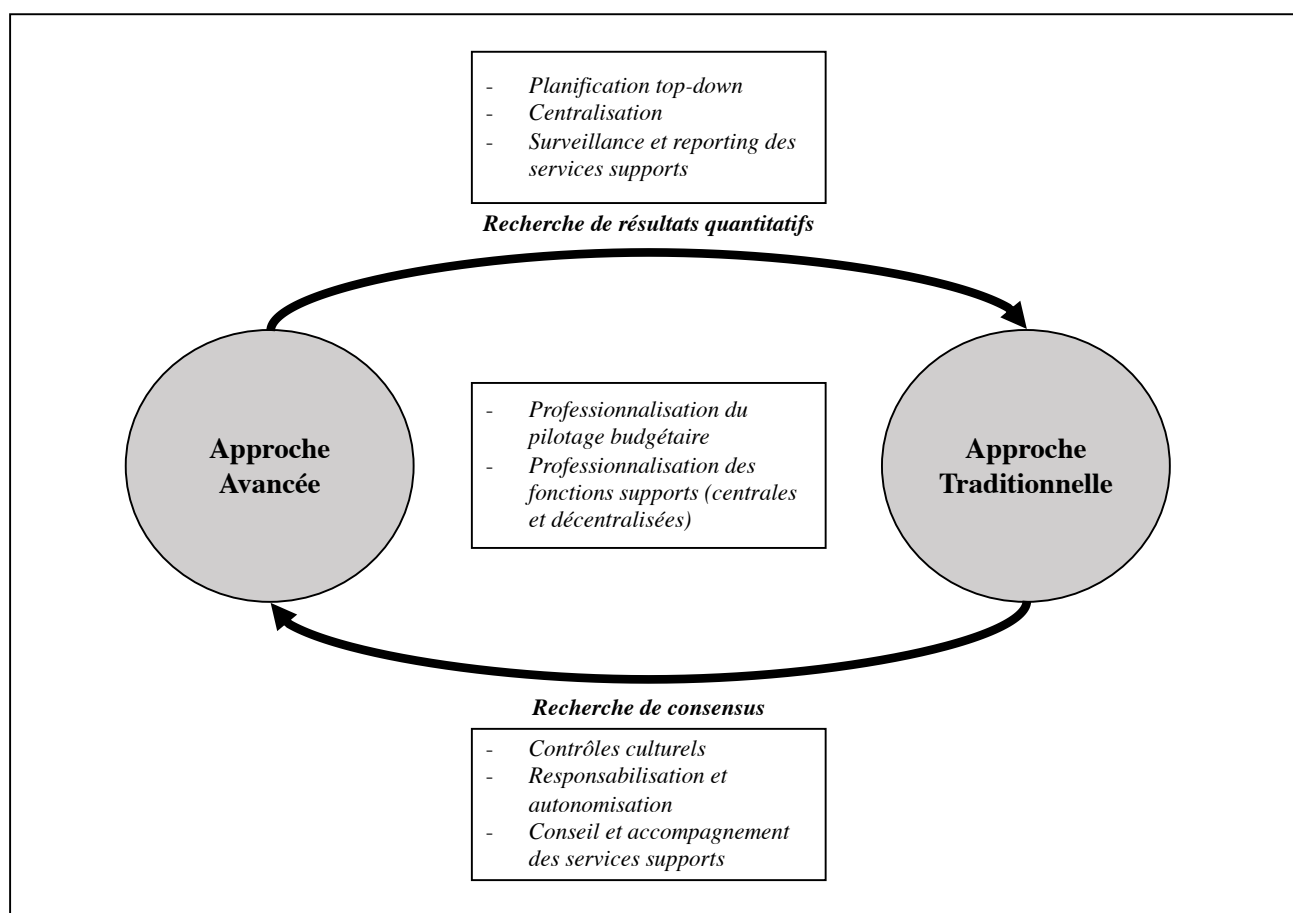 - Planification top-down
- Centralisation
- Surveillance et reporting des
services supports
Recherche de résultats quantitatifs
Approche
Avancée
- Professionnalisation du
pilotage budgétaire
- Professionnalisation des
fonctions supports (centrales
et décentralisées)
Approche
Traditionnelle
Recherche de consensus
- Contrôles culturels
- Responsabilisation et
autonomisation
- Conseil et accompagnement
des services supports